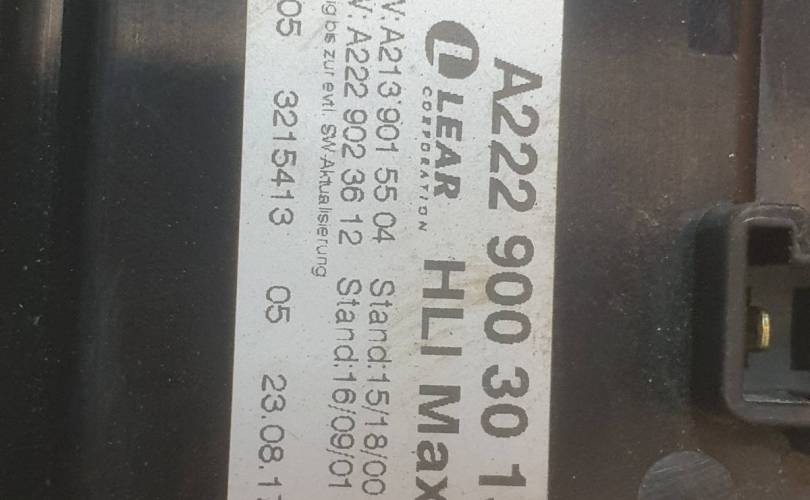 A222 900 30 1
LEAR
CORPORATION
HLI Max
V: A213 901 55 04 Stand:15/18/00
V: A222 902 36 12 Stand:16/09/01
bis zur evtl. SW-Aktualisierung
05 3215413 05 23.08.1